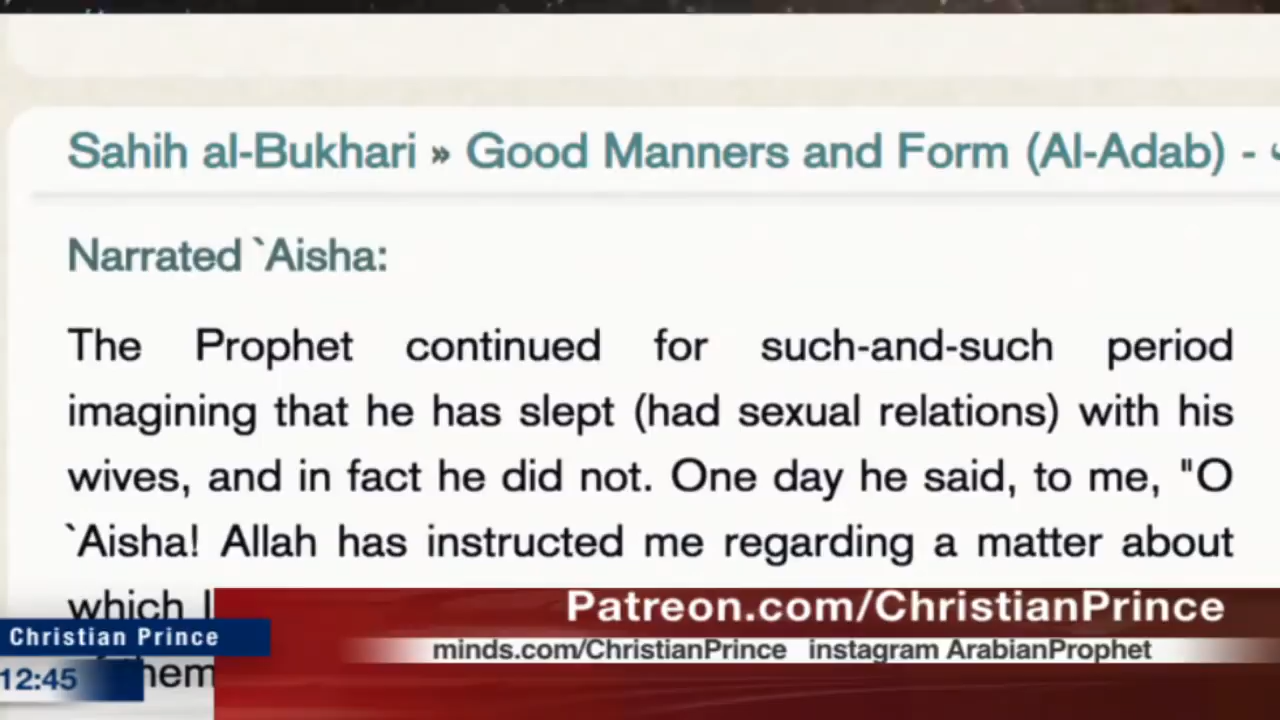 Sahih al-Bukhari » Good Manners and Form (Al-Adab) -
Narrated `Aisha:
The Prophet continued for such-and-such period
imagining that he has slept (had sexual relations) with his
wives, and in fact he did not. One day he said, to me, "O
`Aisha! Allah has instructed me regarding a matter about
which
Patreon.com/ChristianPrince
Christian Prince
minds.com/ChristianPrince instagram ArabianProphet
12:45